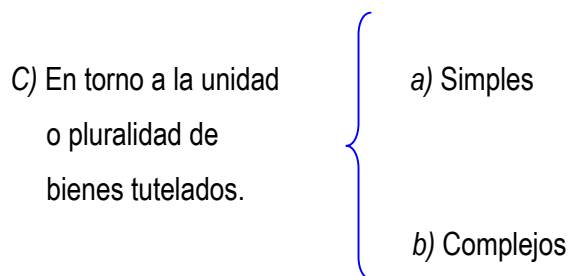 C) En torno a la unidad
o pluralidad de
bienes tutelados.
a) Simples
b) Complejos